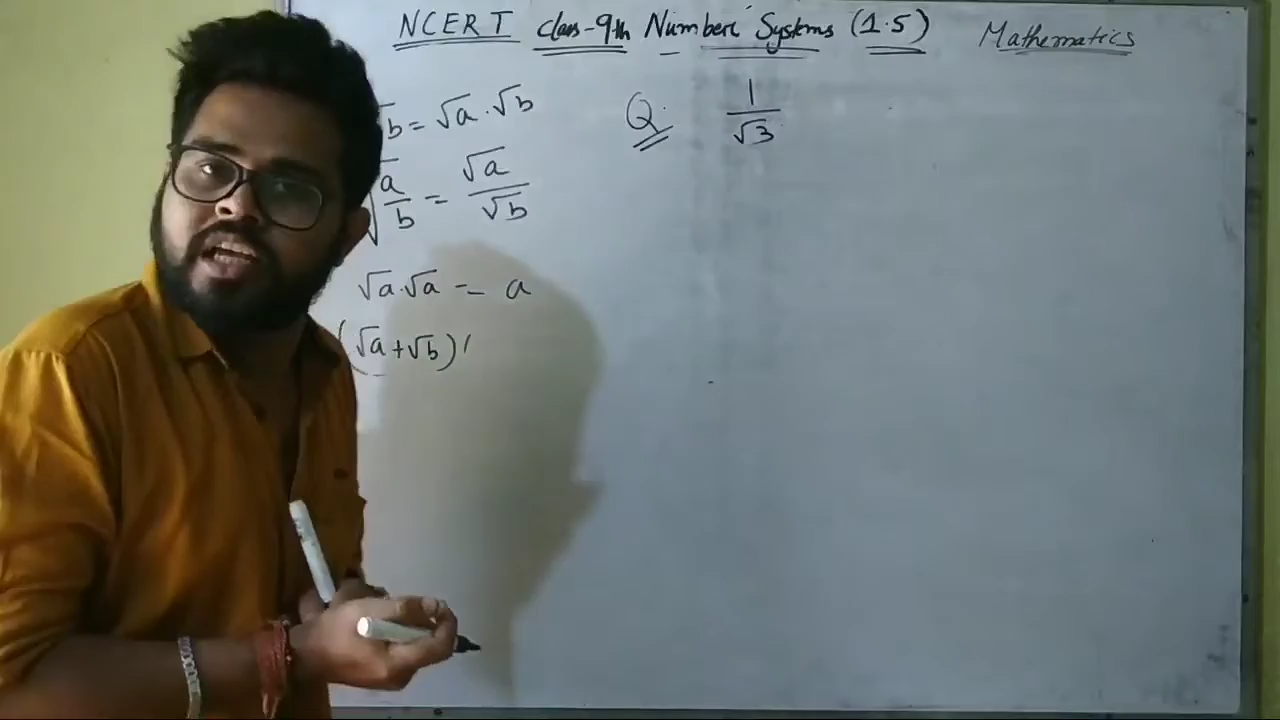 NCERT Class-9th Number Systems (1.5) Mathematics
b = √a . √b
Q. 1/√3
a/b = √a/√b
√a . √a = a
(√a + √b) (